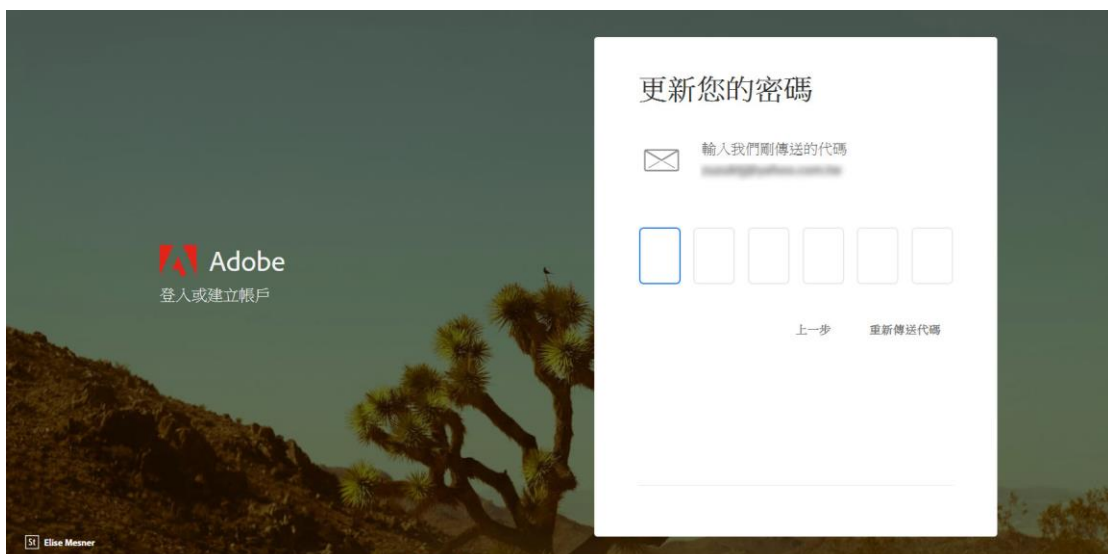 更新您的密碼
輸入我們剛傳送的代碼
Adobe
登入或建立帳戶
上一步
重新傳送代碼
St Elise Mesner